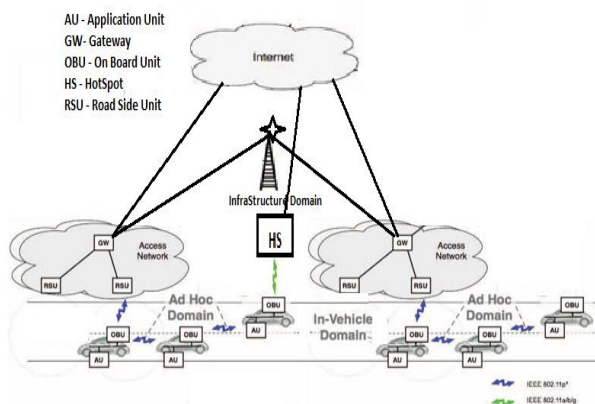 AU - Application Unit
GW- Gateway
OBU - On Board Unit
HS - HotSpot
RSU - Road Side Unit
Internet
InfraStructure Domain
HS
GW
Access
Network
RSU
RSU
GW
Access
Network
RSU
RSU
Ad Hoc
Domain
OBU
AU
OBU
AU
OBU
AU
In-Vehicle
Domain
Ad Hoc
Domain
OBU
AU
OBU
AU
OBU
AU
IEEE 802.11p*
IEEE 802.11a/b/g